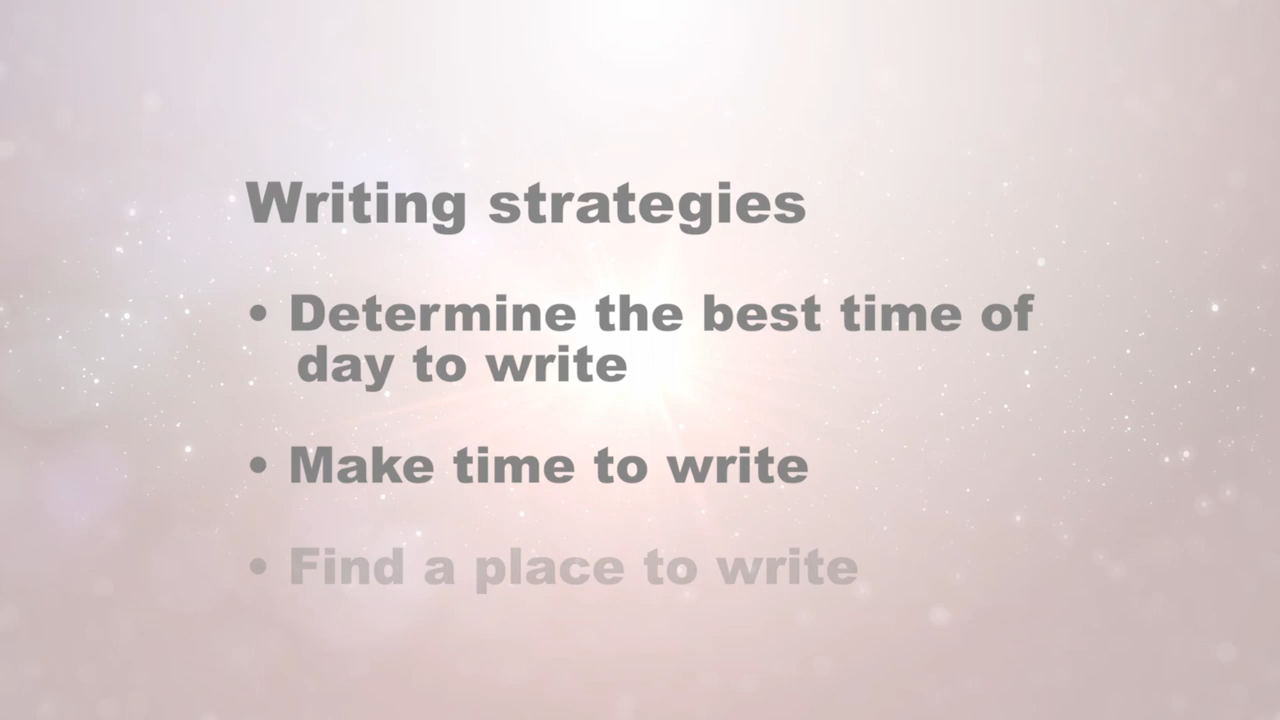 Writing strategies
• Determine the best time of
day to write
• Make time to write
• Find a place to write